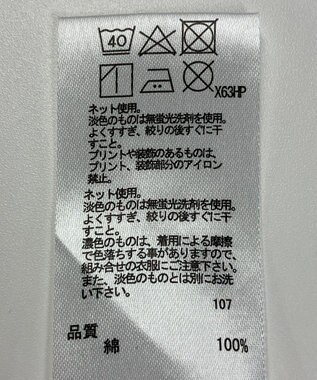 40
X63HP
ネット使用。
淡色のものは無蛍光洗剤を使用。
よくすすぎ、絞りの後すぐに干
すこと。
プリントや装飾のあるものは、
プリント、装飾部分のアイロン
禁止。
ネット使用。
淡色のものは無蛍光洗剤を使用。
よくすすぎ、絞りの後すぐに干
すこと。
濃色のものは、着用による摩擦
で色落ちする事がありますので、
組み合せの衣服にご注意下さい。
また、淡色のものとは別にお洗
い下さい。
107
品質
綿 100%